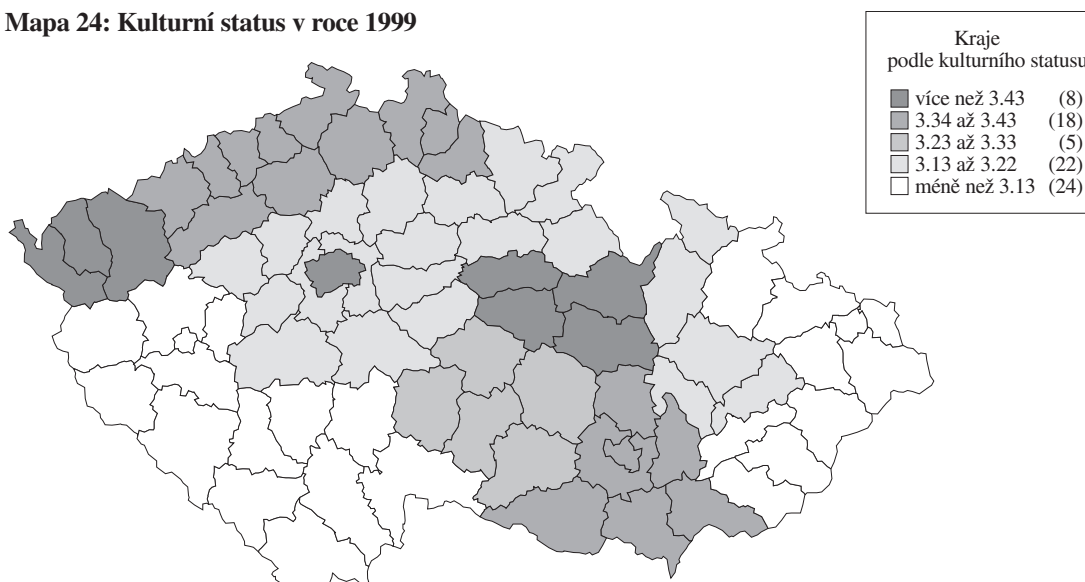 Mapa 24: Kulturní status v roce 1999
Kraje
podle kulturního statusu
více než 3.43 (8)
3.34 až 3.43 (18)
3.23 až 3.33 (5)
3.13 až 3.22 (22)
méně než 3.13 (24)